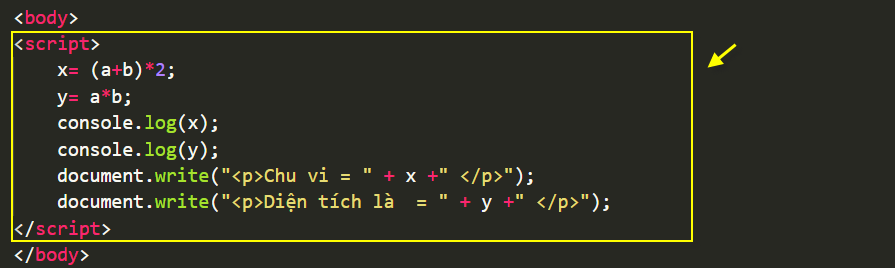 <body>
<script>
x= (a+b)*2;
y= a*b;
console.log(x);
console.log(y);
document.write("<p>Chu vi = " + x +" </p>");
document.write("<p>Diện tích là  = " + y +" </p>");
</script>
</body>